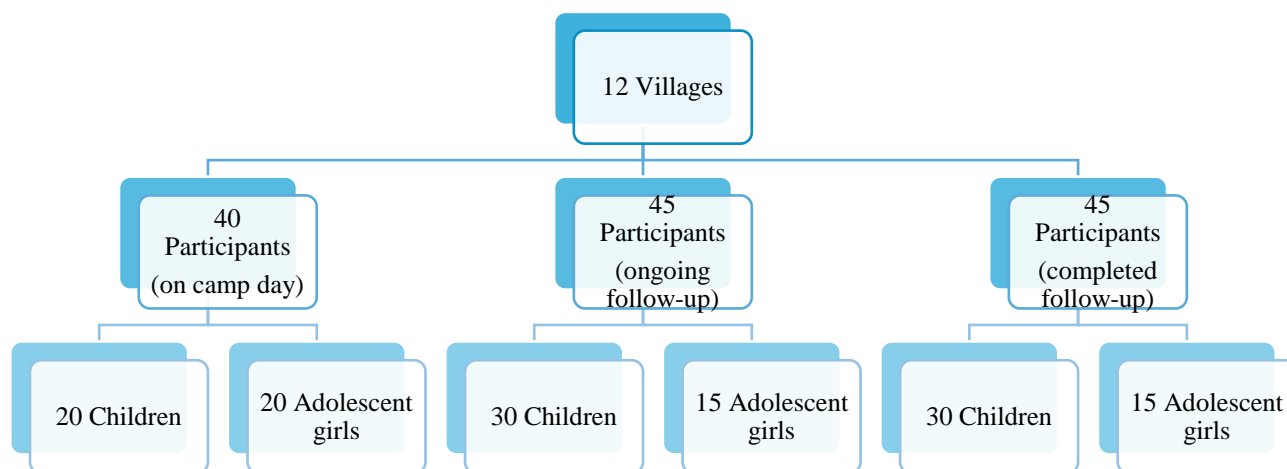 12 Villages
40
Participants
(on camp day)
45
Participants
(ongoing
follow-up)
45
Participants
(completed
follow-up)
20 Children
20 Adolescent
girls
30 Children
15 Adolescent
girls
30 Children
15 Adolescent
girls